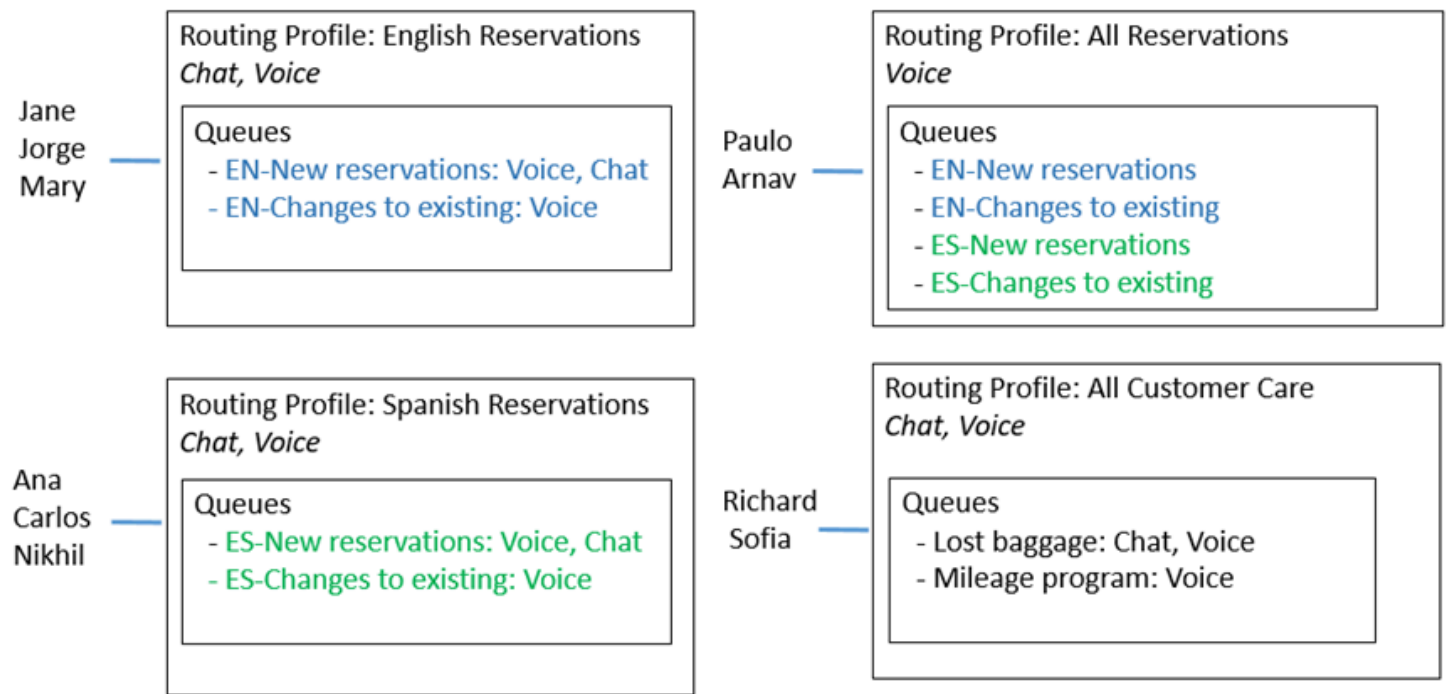 Jane
Jorge
Mary
Routing Profile: English Reservations
Chat, Voice
Queues
- EN-New reservations: Voice, Chat
- EN-Changes to existing: Voice
Paulo
Arnav
Routing Profile: All Reservations
Voice
Queues
- EN-New reservations
- EN-Changes to existing
- ES-New reservations
- ES-Changes to existing
Ana
Carlos
Nikhil
Routing Profile: Spanish Reservations
Chat, Voice
Queues
- ES-New reservations: Voice, Chat
- ES-Changes to existing: Voice
Richard
Sofia
Routing Profile: All Customer Care
Chat, Voice
Queues
- Lost baggage: Chat, Voice
- Mileage program: Voice